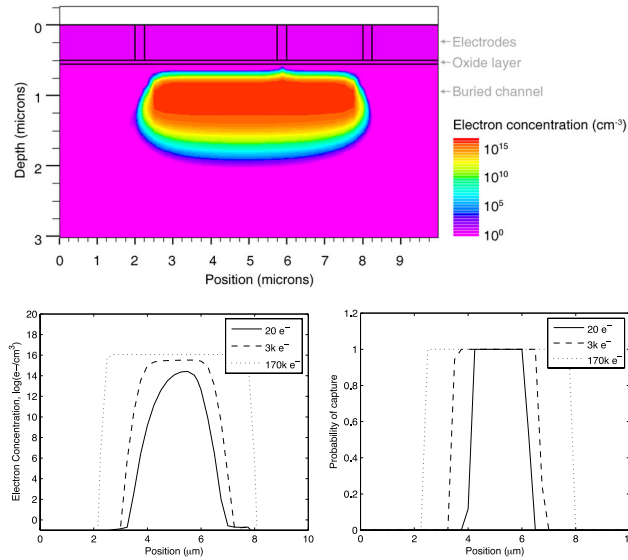 0
1
2
3
Depth (microns)
0 1 2 3 4 5 6 7 8 9
Position (microns)
Electrodes
Oxide layer
Buried channel
Electron concentration (cm⁻³)
10¹⁵
10¹⁰
10⁵
10⁰
20
18
16
14
12
10
8
6
4
2
0
Electron Concentration, log(e−/cm³)
0 2 4 6 8 10
Position (μm)
20 e⁻
3k e⁻
170k e⁻
1.2
1
0.8
0.6
0.4
0.2
0
Probability of capture
0 2 4 6 8 10
Position (μm)
20 e⁻
3k e⁻
170k e⁻